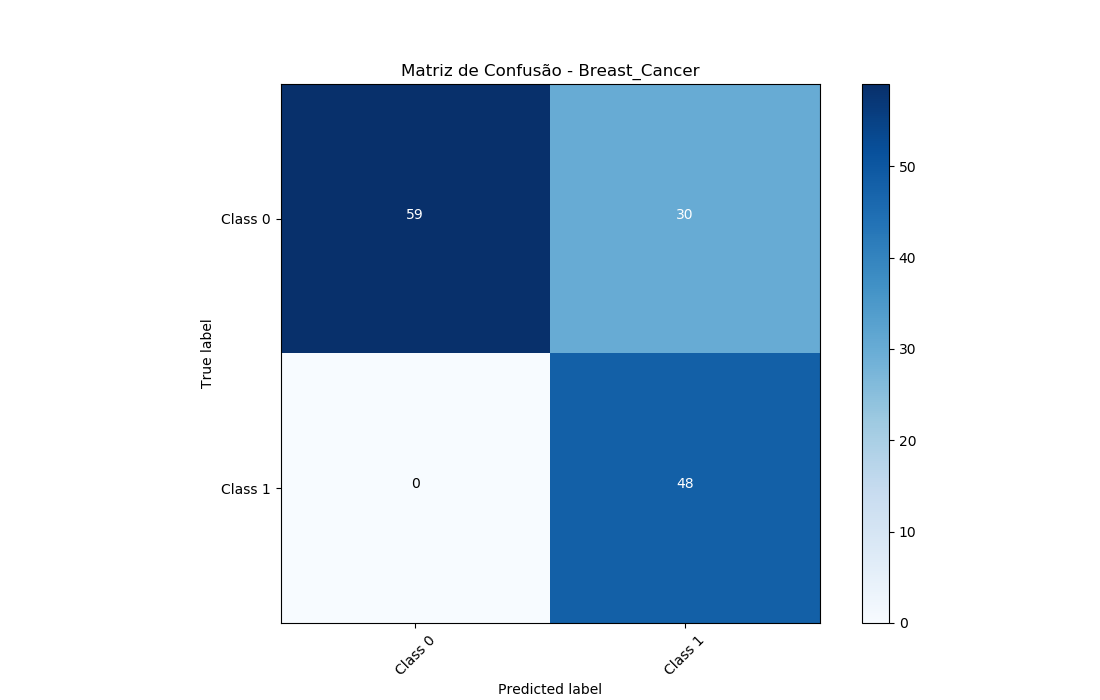 Matriz de Confusão - Breast_Cancer
True label
Class 0
59
30
Class 1
0
48
Class 0
Class 1
Predicted label
50
40
30
20
10
0